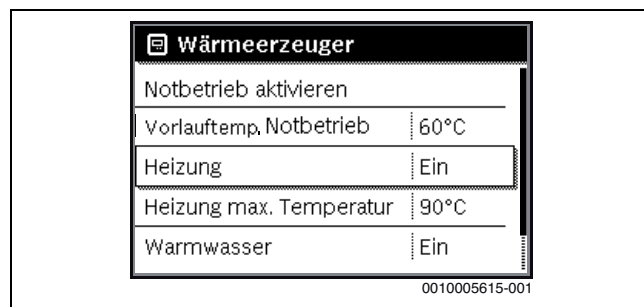 Wärmeerzeuger
Notbetrieb aktivieren
Vorlauftemp. Notbetrieb 60°C
Heizung Ein
Heizung max. Temperatur 90°C
Warmwasser Ein
0010005615-001